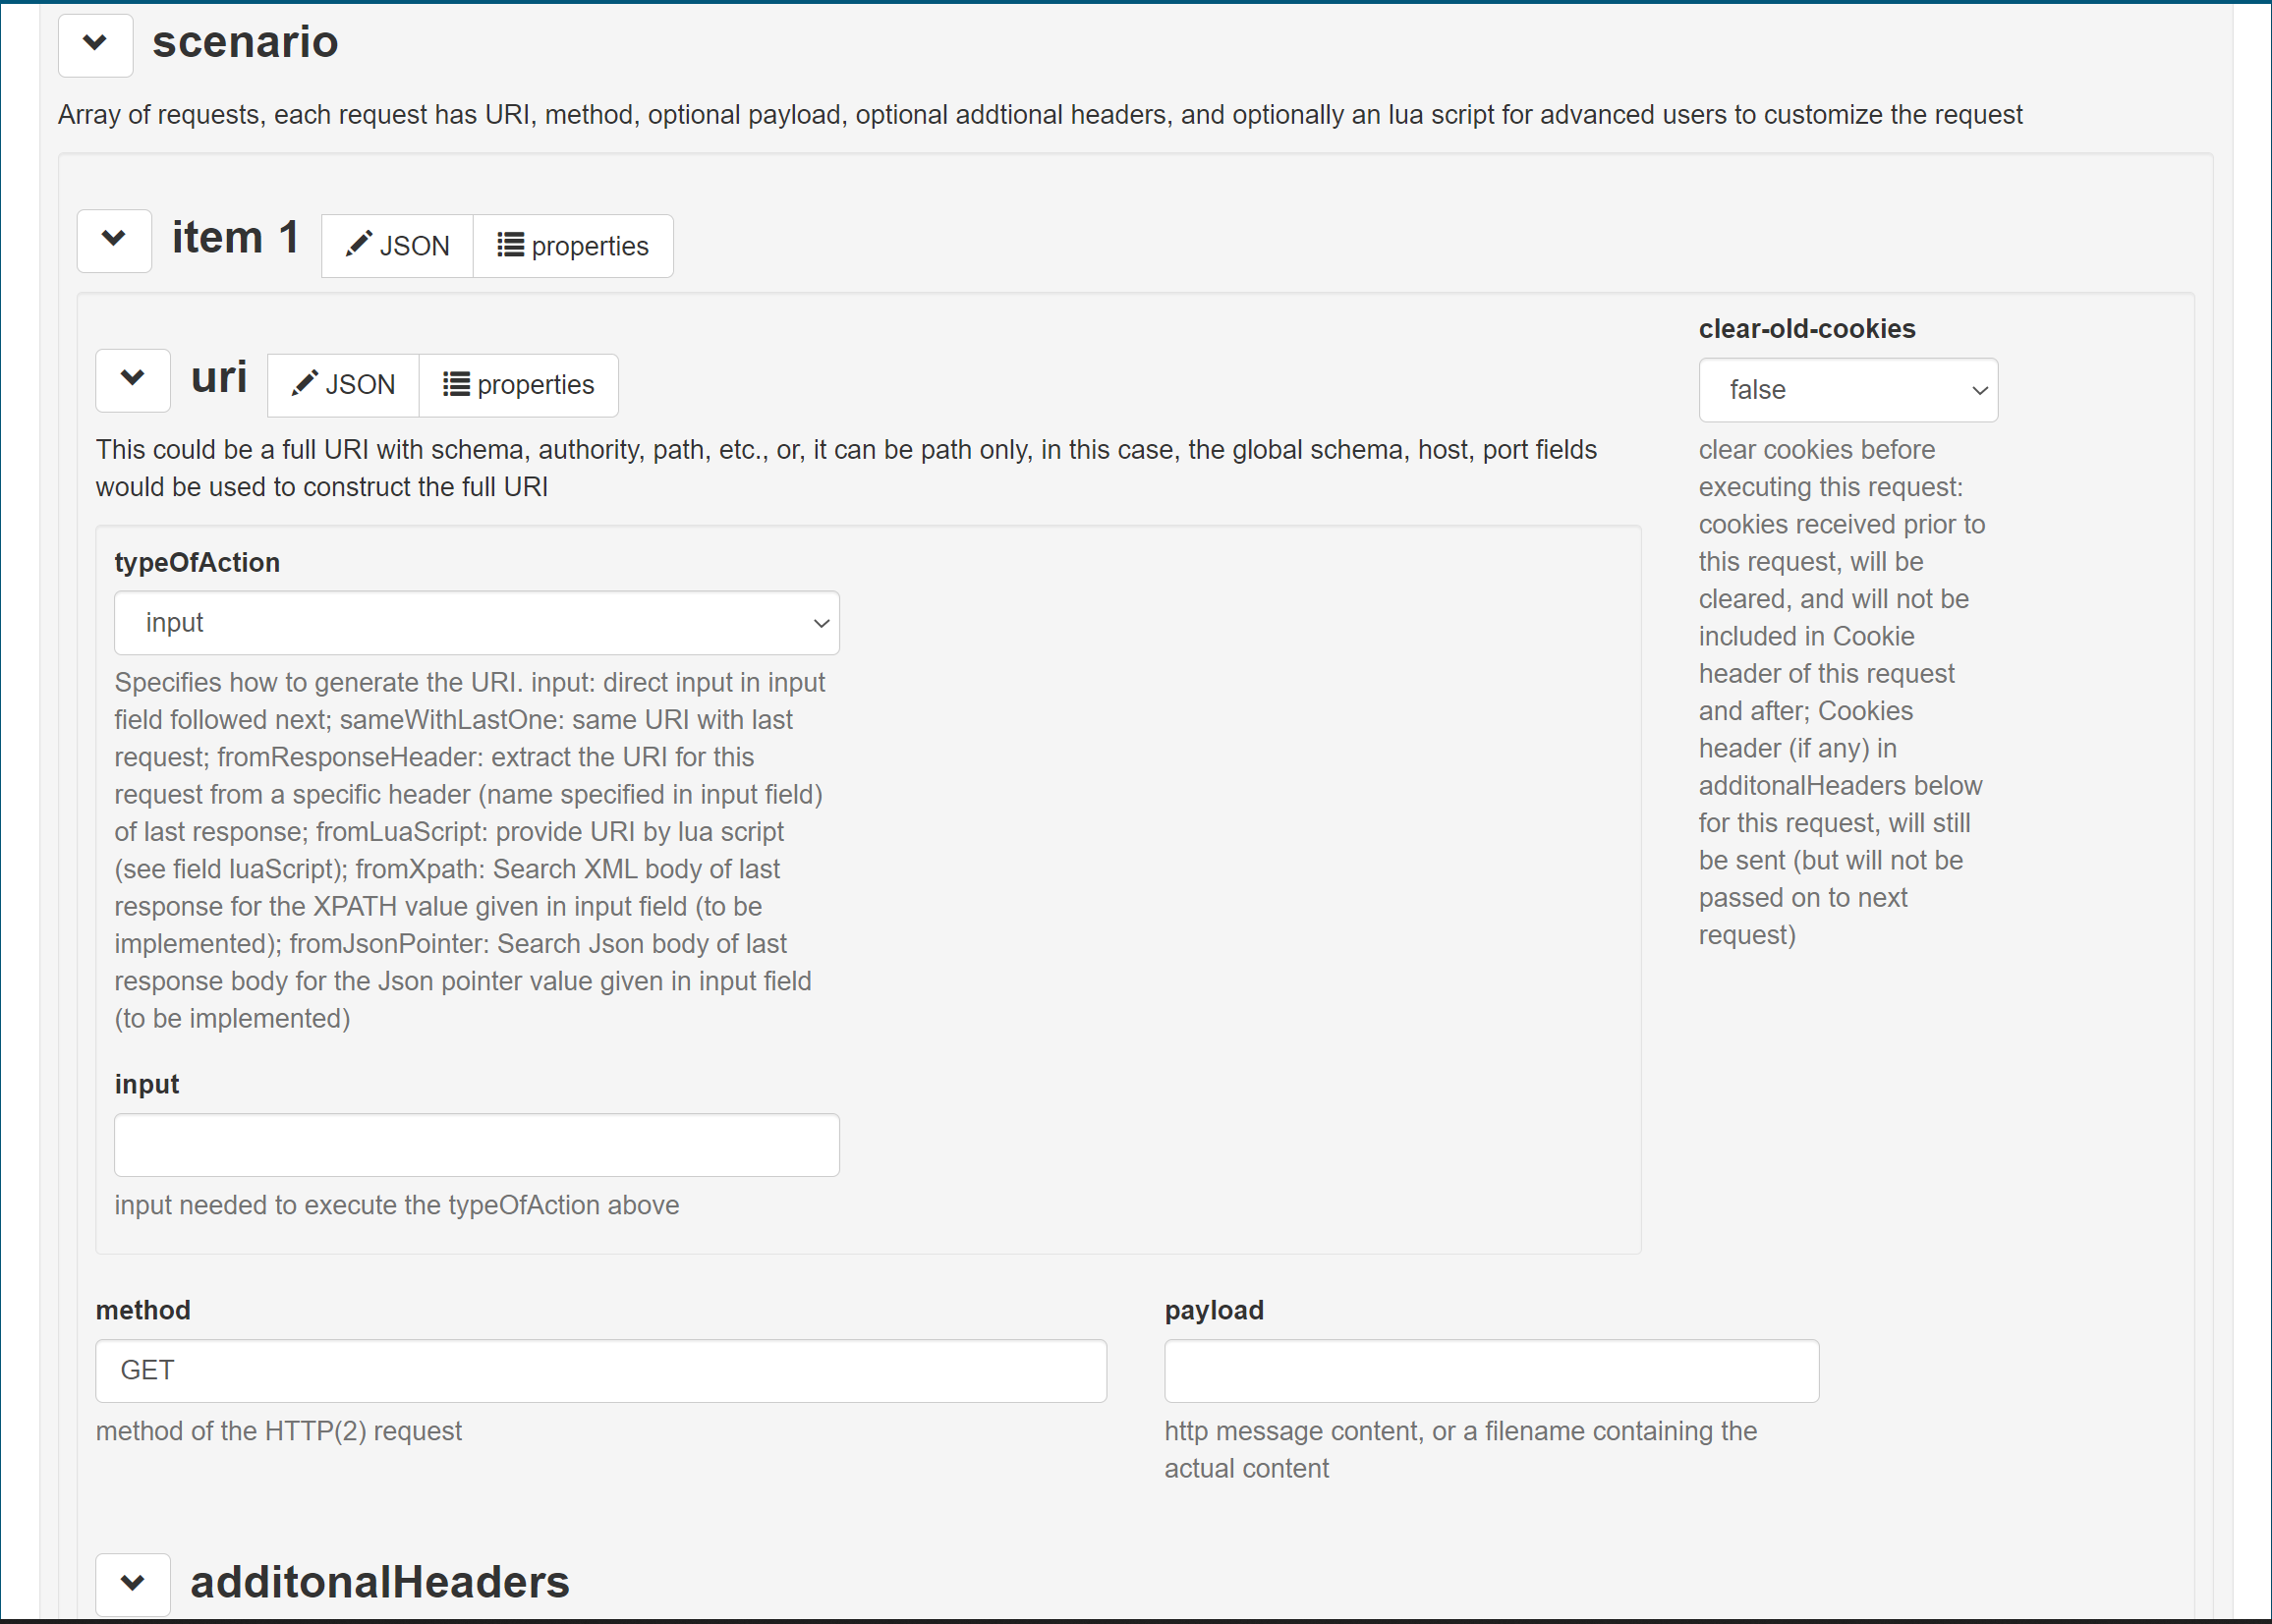 scenario
Array of requests, each request has URI, method, optional payload, optional addtional headers, and optionally an lua script for advanced users to customize the request
item 1
JSON
properties
uri
JSON
properties
This could be a full URI with schema, authority, path, etc., or, it can be path only, in this case, the global schema, host, port fields
would be used to construct the full URI
typeOfAction
input
Specifies how to generate the URI. input: direct input in input
field followed next; sameWithLastOne: same URI with last
request; fromResponseHeader: extract the URI for this
request from a specific header (name specified in input field)
of last response; fromLuaScript: provide URI by lua script
(see field luaScript); fromXpath: Search XML body of last
response for the XPATH value given in input field (to be
implemented); fromJsonPointer: Search Json body of last
response body for the Json pointer value given in input field
(to be implemented)
input
input needed to execute the typeOfAction above
clear-old-cookies
false
clear cookies before
executing this request:
cookies received prior to
this request, will be
cleared, and will not be
included in Cookie
header of this request
and after; Cookies
header (if any) in
additonalHeaders below
for this request, will still
be sent (but will not be
passed on to next
request)
method
GET
method of the HTTP(2) request
payload
http message content, or a filename containing the
actual content
additonalHeaders